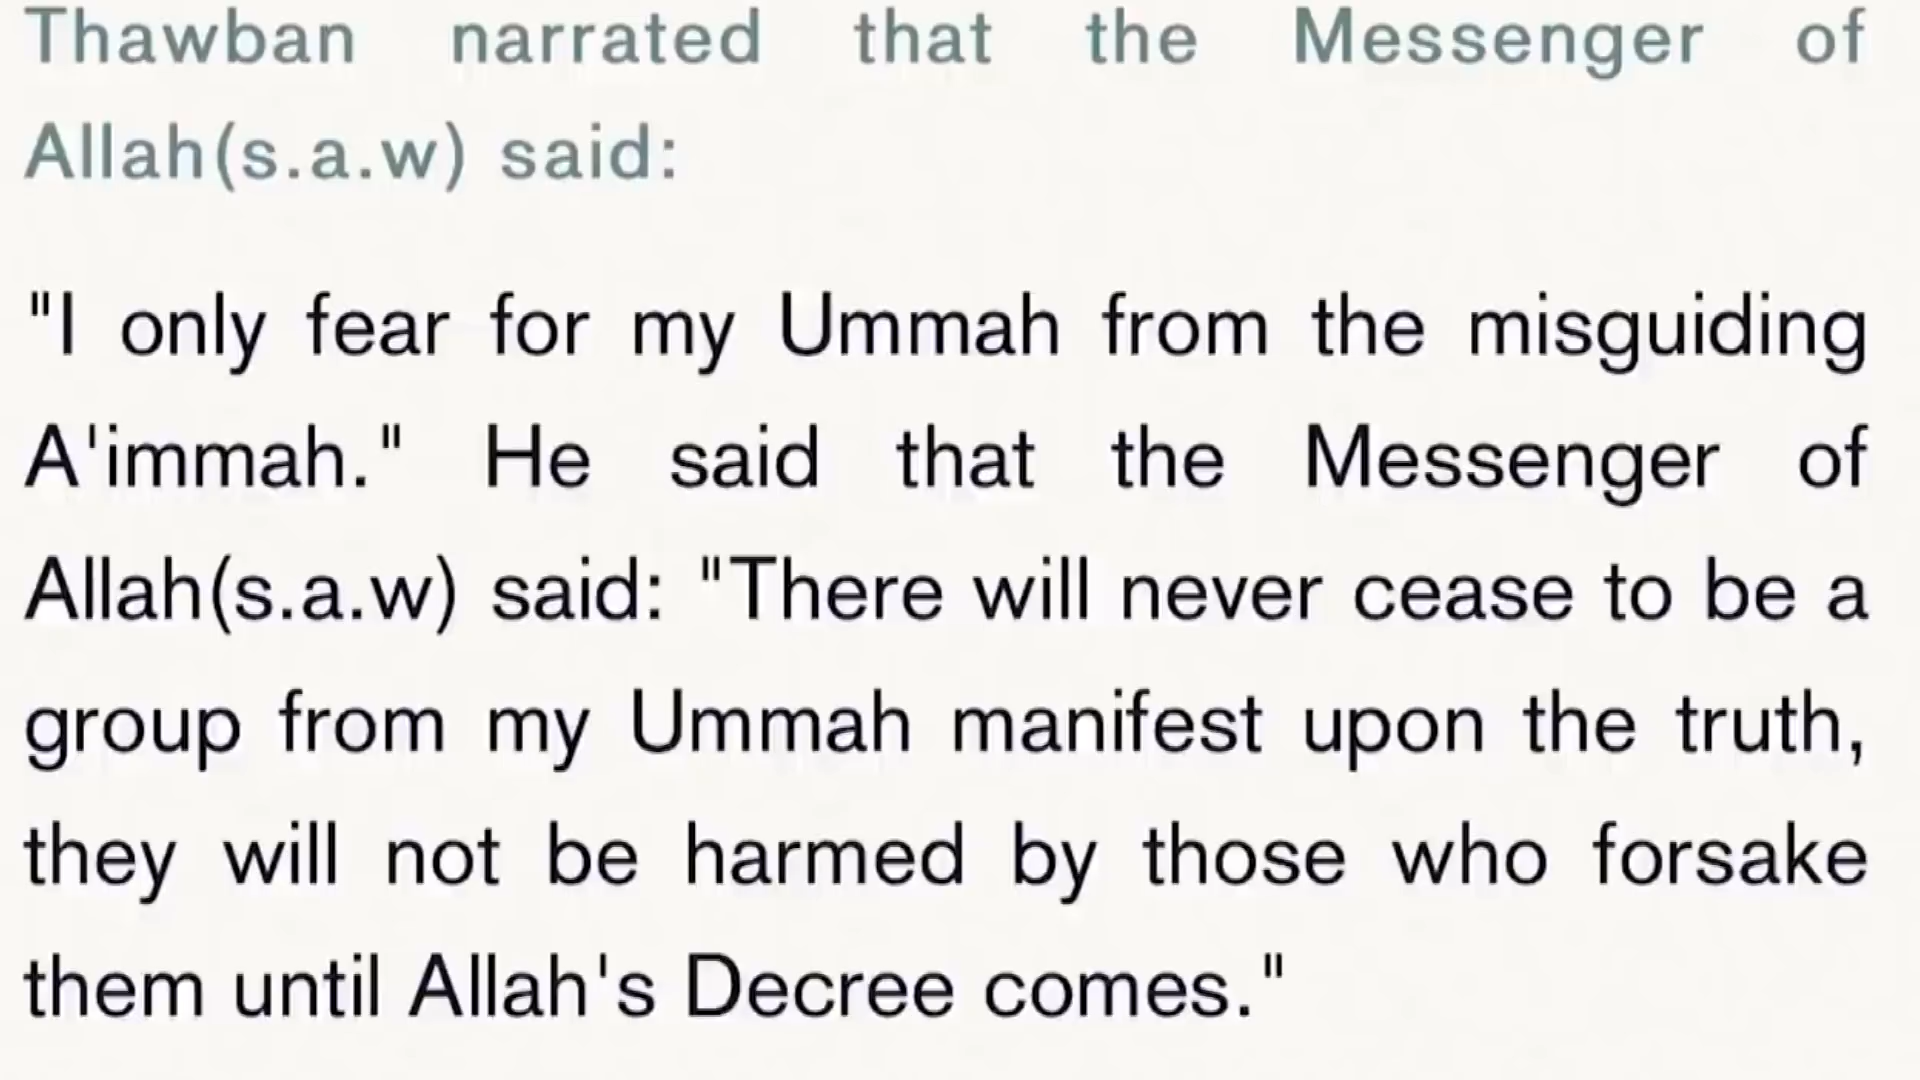 Thawban narrated that the Messenger of
Allah(s.a.w) said:
"I only fear for my Ummah from the misguiding
A'immah." He said that the Messenger of
Allah(s.a.w) said: "There will never cease to be a
group from my Ummah manifest upon the truth,
they will not be harmed by those who forsake
them until Allah's Decree comes."